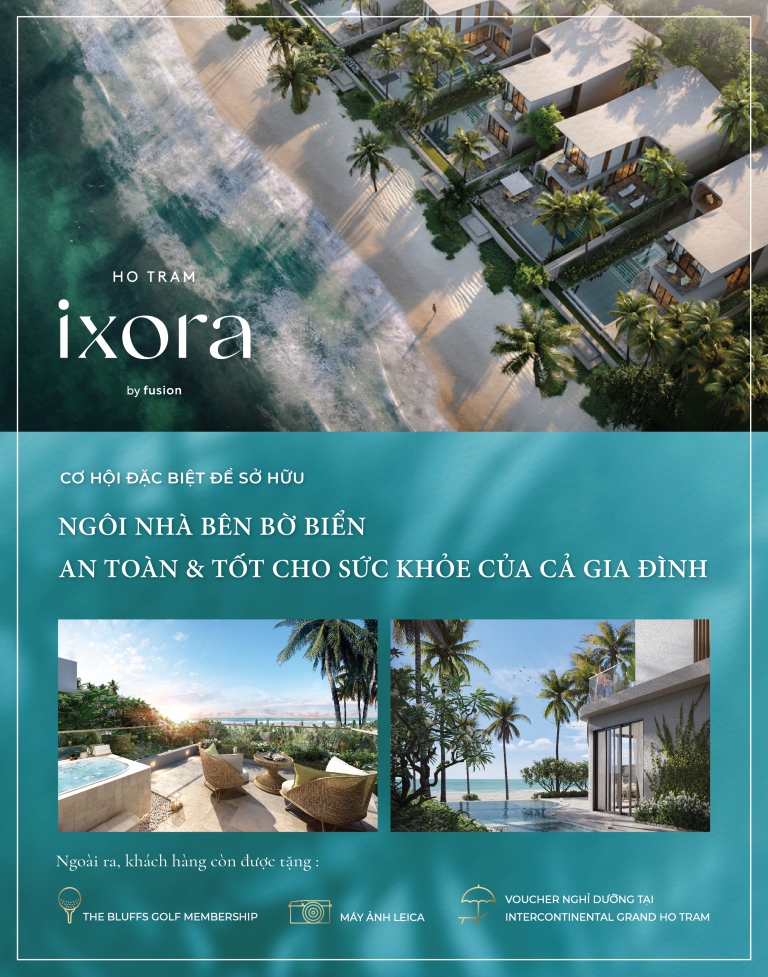 HO TRAM
ixora
by fusion
CƠ HỘI ĐẶC BIỆT ĐỂ SỞ HỮU
NGÔI NHÀ BÊN BỜ BIỂN
AN TOÀN & TỐT CHO SỨC KHỎE CỦA CẢ GIA ĐÌNH
Ngoài ra, khách hàng còn được tặng :
THE BLUFFS GOLF MEMBERSHIP
MÁY ẢNH LEICA
VOUCHER NGHỈ DƯỠNG TẠI
INTERCONTINENTAL GRAND HO TRAM